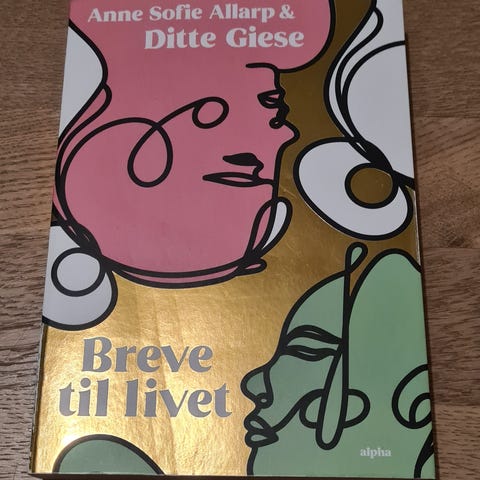 Anne Sofie Allarp &
Ditte Giese
Breve
til livet
alpha